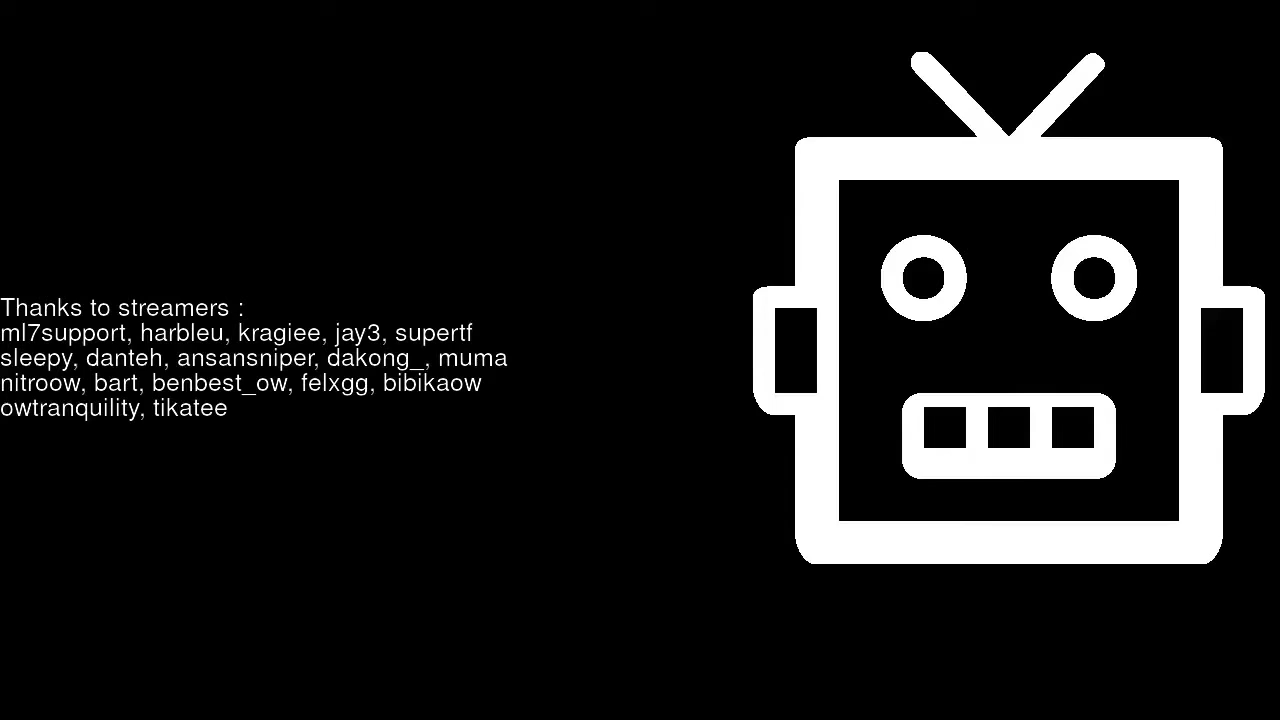 Thanks to streamers :
ml7support, harbleu, kragiee, jay3, supertf
sleepy, danteh, ansansniper, dakong_, muma
nitroow, bart, benbest_ow, felxgg, bibikaow
owtranquility, tikatee